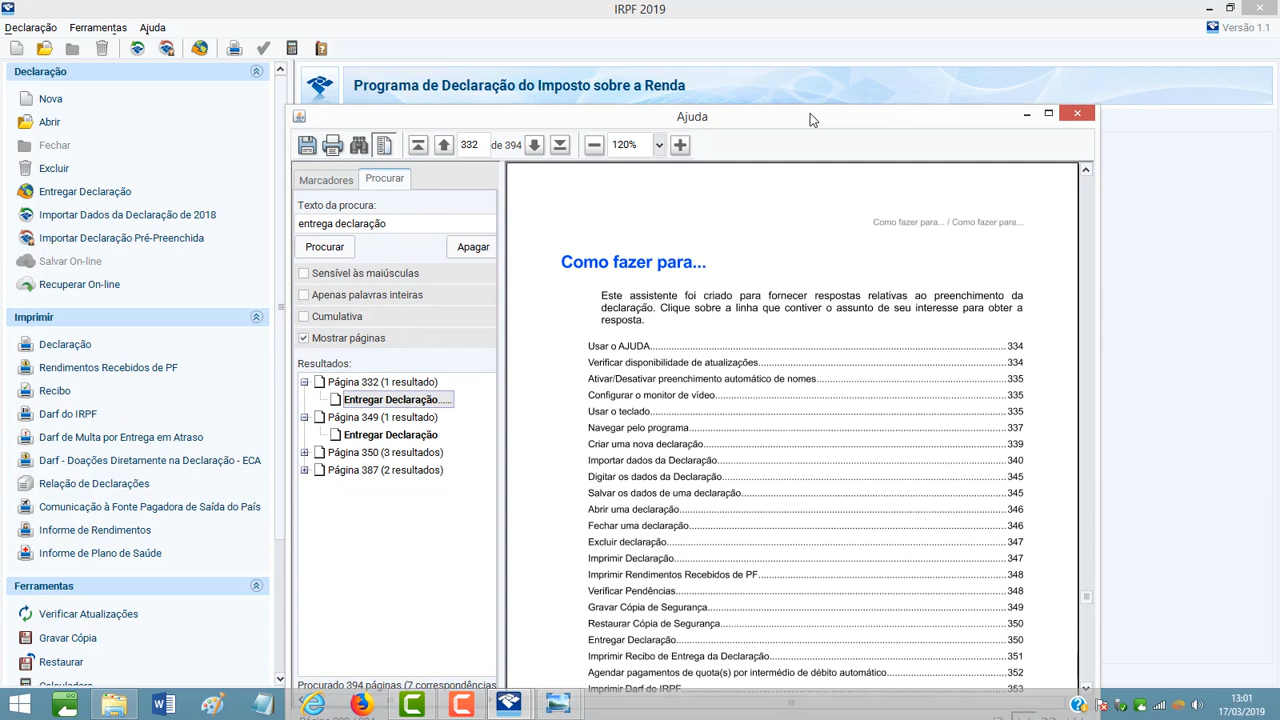 IRPF 2019
Declaração Ferramentas Ajuda
Versão 1.1
Declaração
Nova
Abrir
Fechar
Excluir
Entregar Declaração
Importar Dados da Declaração de 2018
Importar Declaração Pré-Preenchida
Salvar On-line
Recuperar On-line
Imprimir
Declaração
Rendimentos Recebidos de PF
Recibo
Darf do IRPF
Darf de Multa por Entrega em Atraso
Darf - Doações Diretamente na Declaração - ECA
Relação de Declarações
Comunicação à Fonte Pagadora de Saída do País
Informe de Rendimentos
Informe de Plano de Saúde
Ferramentas
Verificar Atualizações
Gravar Cópia
Restaurar
Calculadora
Programa de Declaração do Imposto sobre a Renda
Ajuda
332 de 394 120%
Marcadores Procurar
Texto da procura:
entrega declaração
Procurar Apagar
Sensível às maiúsculas
Apenas palavras inteiras
Cumulativa
Mostrar páginas
Resultados:
Página 332 (1 resultado)
Entregar Declaração......
Página 349 (1 resultado)
Entregar Declaração
Página 350 (3 resultados)
Página 387 (2 resultados)
Procurado 394 páginas (7 correspondências
Como fazer para... / Como fazer para...
Como fazer para...
Este assistente foi criado para fornecer respostas relativas ao preenchimento da
declaração. Clique sobre a linha que contiver o assunto de seu interesse para obter a
resposta.
Usar o AJUDA 334
Verificar disponibilidade de atualizações 334
Ativar/Desativar preenchimento automático de nomes 335
Configurar o monitor de vídeo 335
Usar o teclado 335
Navegar pelo programa 337
Criar uma nova declaração 339
Importar dados da Declaração 340
Digitar os dados da Declaração 345
Salvar os dados de uma declaração 345
Abrir uma declaração 346
Fechar uma declaração 346
Excluir declaração 347
Imprimir Declaração 347
Imprimir Rendimentos Recebidos de PF 348
Verificar Pendências 348
Gravar Cópia de Segurança 349
Restaurar Cópia de Segurança 350
Entregar Declaração 350
Imprimir Recibo de Entrega da Declaração 351
Agendar pagamentos de quota(s) por intermédio de débito automático 352
Imprimir Darf do IRPF 353
13:01
17/03/2019